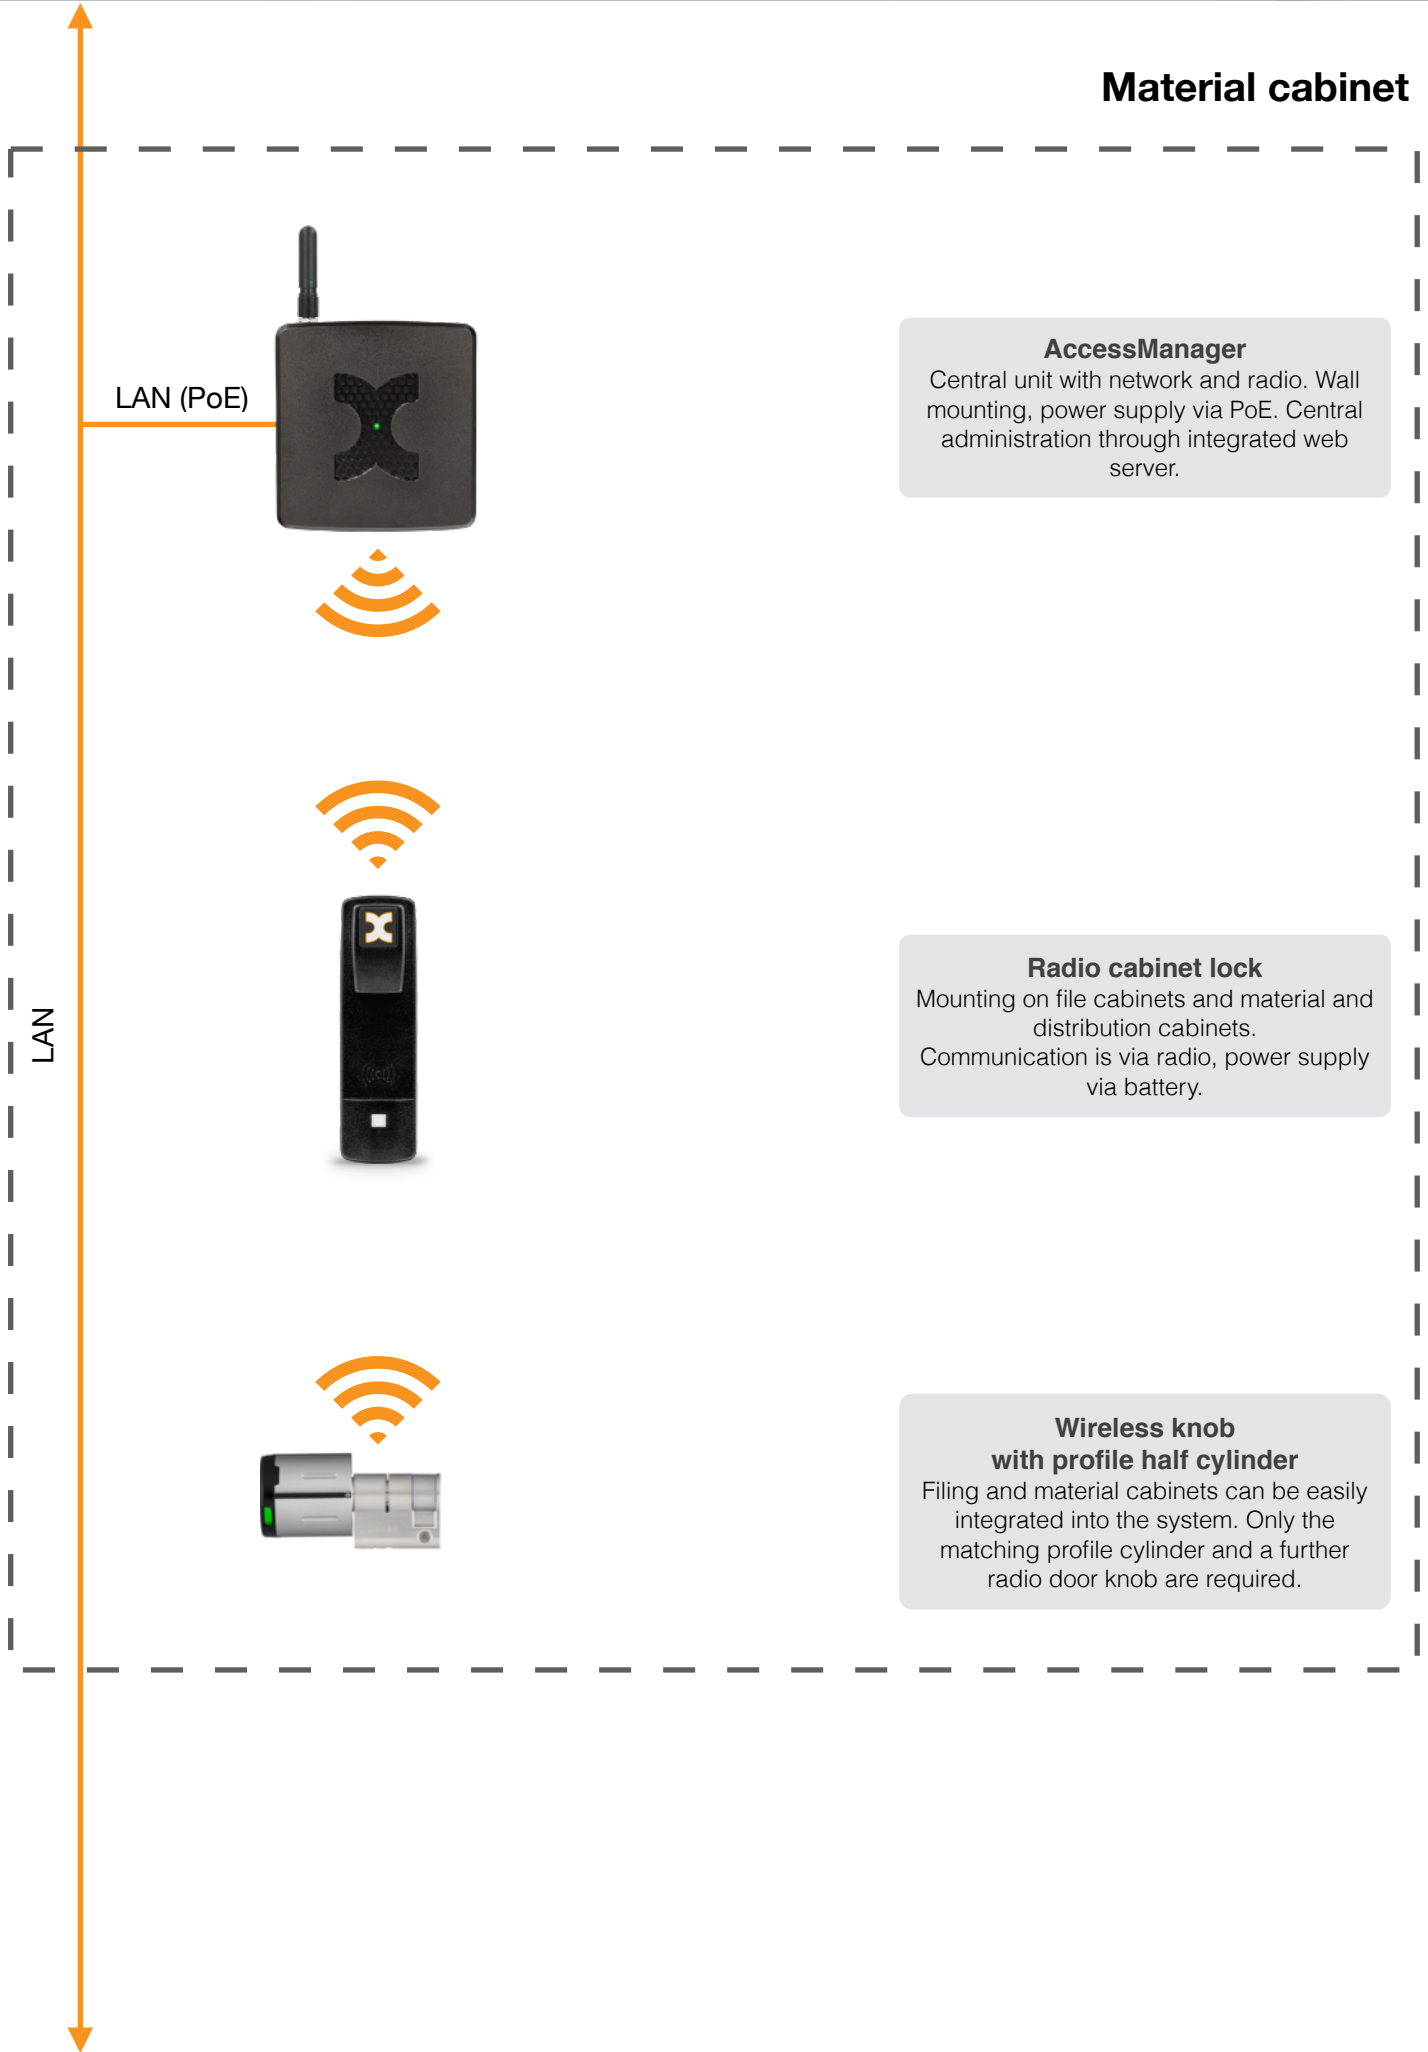 Material cabinet
LAN (PoE)
AccessManager
Central unit with network and radio. Wall
mounting, power supply via PoE. Central
administration through integrated web
server.
LAN
Radio cabinet lock
Mounting on file cabinets and material and
distribution cabinets.
Communication is via radio, power supply
via battery.
Wireless knob
with profile half cylinder
Filing and material cabinets can be easily
integrated into the system. Only the
matching profile cylinder and a further
radio door knob are required.